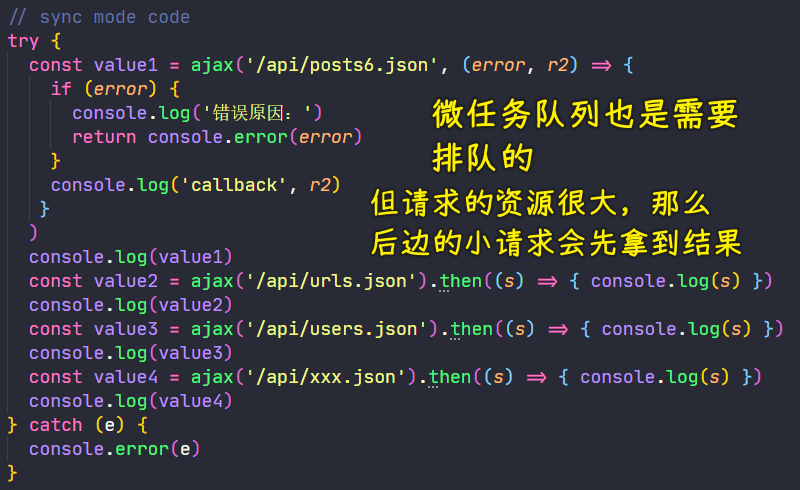 // sync mode code
try {
const value1 = ajax('/api/posts6.json', (error, r2) => {
if (error) {
console.log('错误原因：')
return console.error(error)
}
console.log('callback', r2)
}
)
console.log(value1)
const value2 = ajax('/api/urls.json').then((s) => { console.log(s) })
console.log(value2)
const value3 = ajax('/api/users.json').then((s) => { console.log(s) })
console.log(value3)
const value4 = ajax('/api/xxx.json').then((s) => { console.log(s) })
console.log(value4)
} catch (e) {
console.error(e)
}
微任务队列也是需要
排队的
但请求的资源很大，那么
后边的小请求会先拿到结果